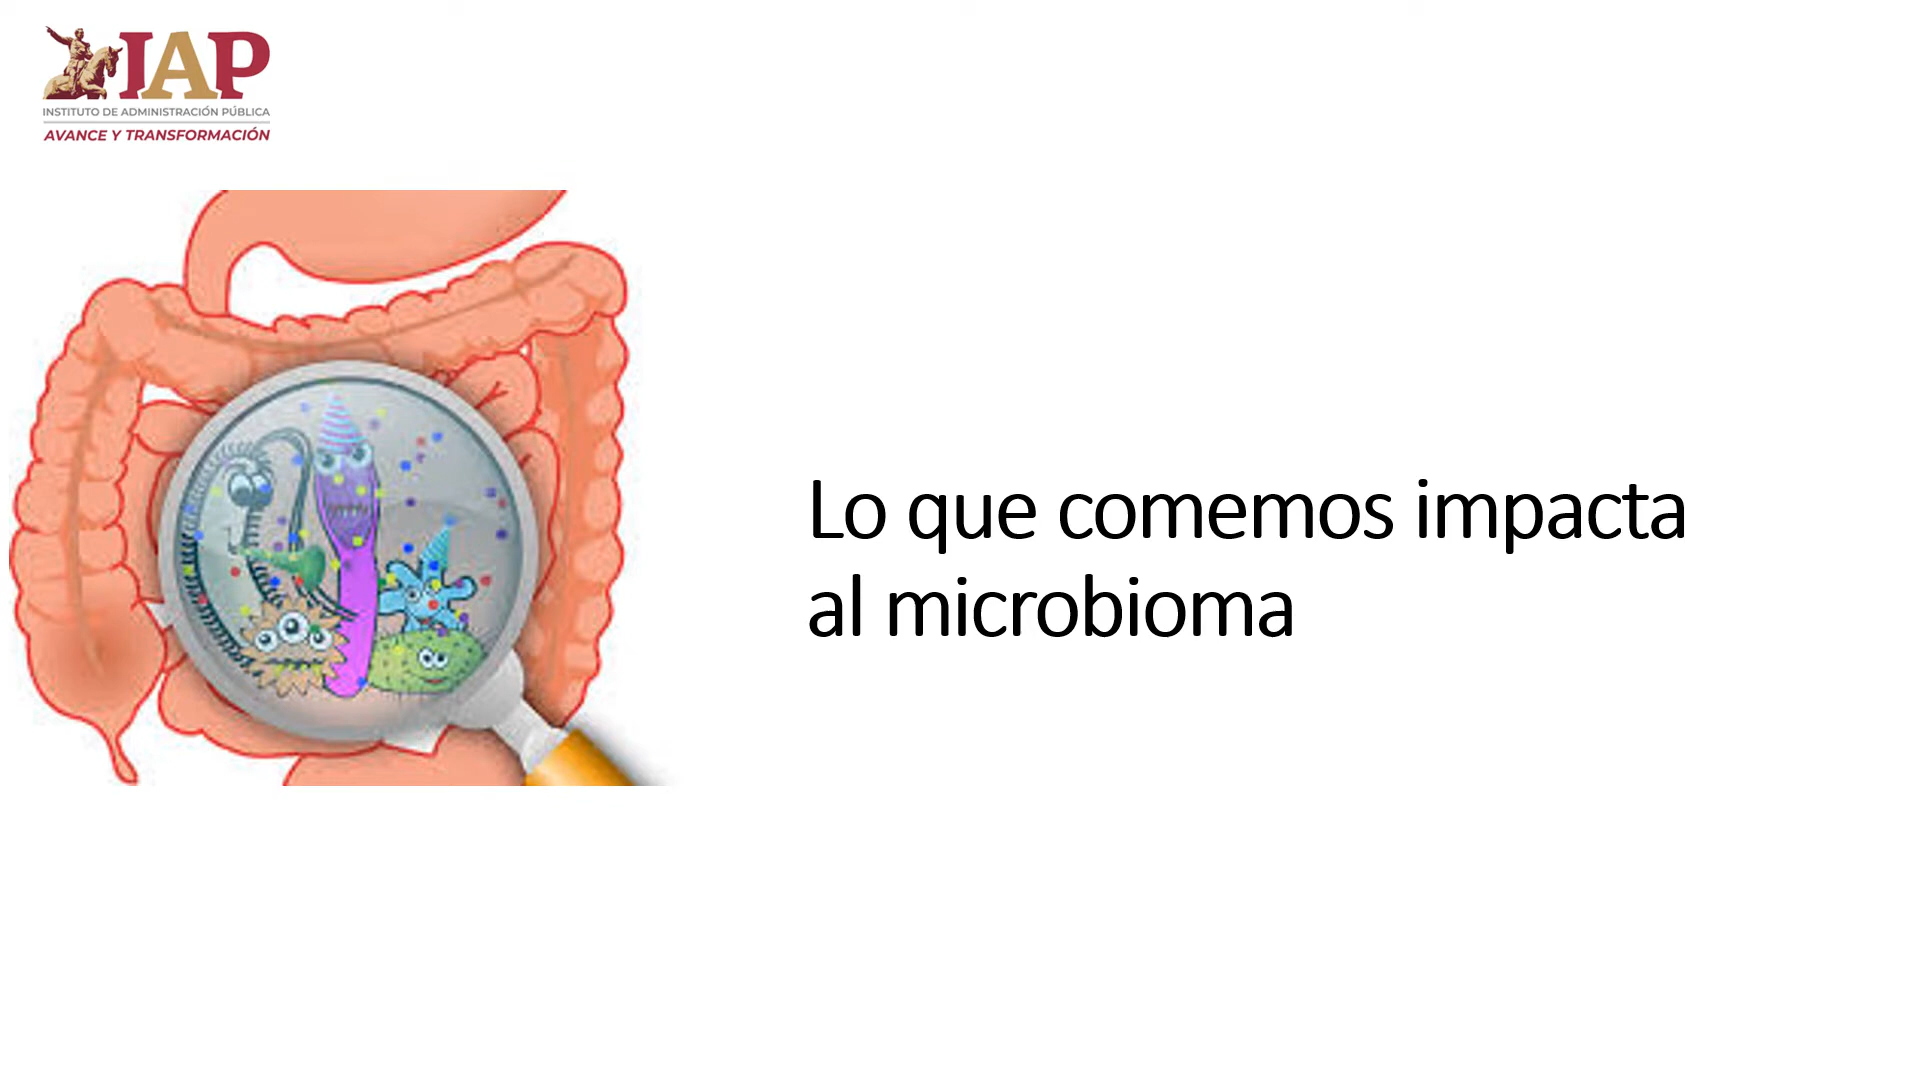 IAP
INSTITUTO DE ADMINISTRACIÓN PÚBLICA
AVANCE Y TRANSFORMACIÓN
Lo que comemos impacta
al microbioma